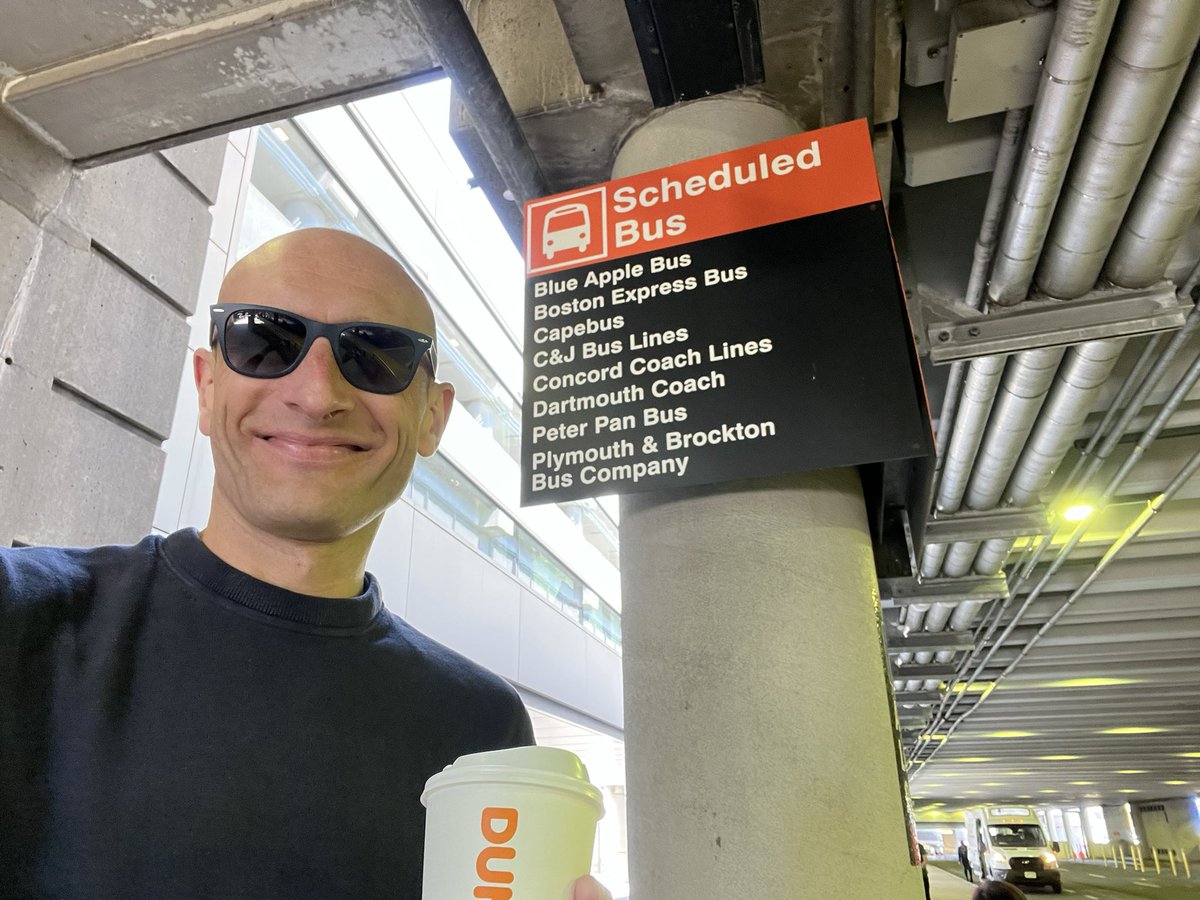 Scheduled
Bus
Blue Apple Bus
Boston Express Bus
Capebus
C&J Bus Lines
Concord Coach Lines
Dartmouth Coach
Peter Pan Bus
Plymouth & Brockton
Bus Company
DUN